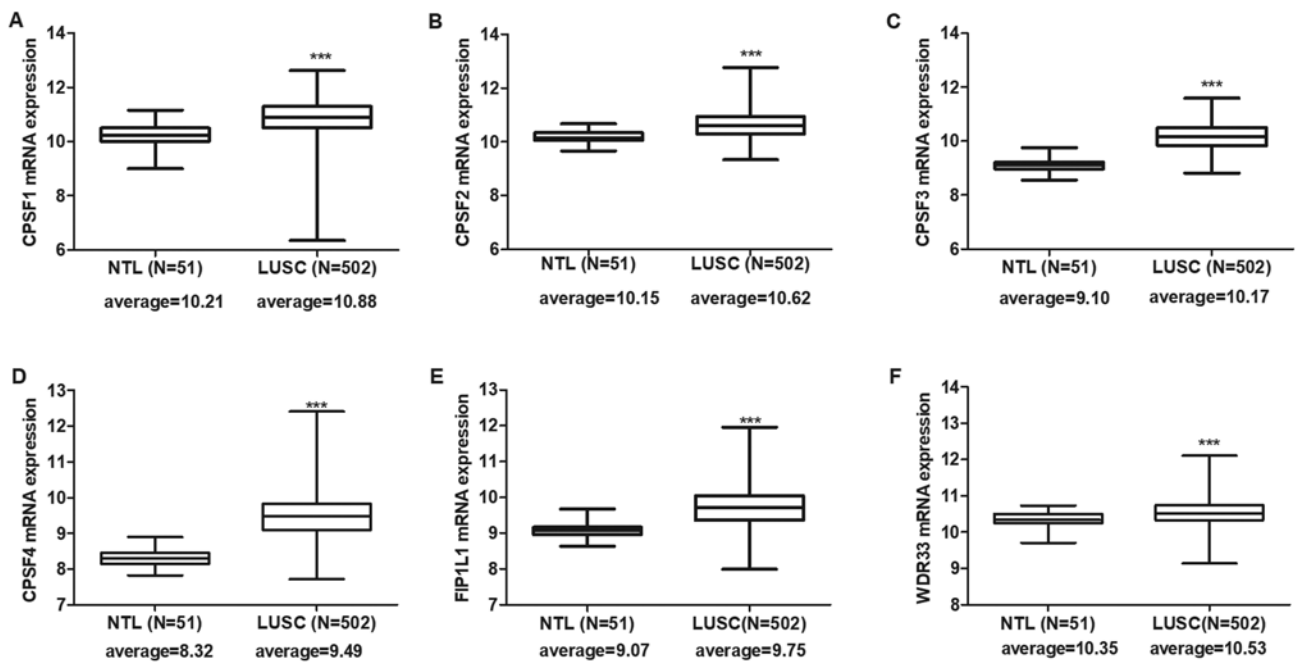 A
CPSF1 mRNA expression
14
12
10
8
6
***
NTL (N=51)
LUSC (N=502)
average=10.21
average=10.88
B
CPSF2 mRNA expression
14
12
10
8
6
***
NTL (N=51)
LUSC (N=502)
average=10.15
average=10.62
C
CPSF3 mRNA expression
14
12
10
8
6
***
NTL (N=51)
LUSC (N=502)
average=9.10
average=10.17
D
CPSF4 mRNA expression
13
12
11
10
9
8
7
***
NTL (N=51)
LUSC (N=502)
average=8.32
average=9.49
E
FIP1L1 mRNA expression
13
12
11
10
9
8
7
***
NTL (N=51)
LUSC(N=502)
average=9.07
average=9.75
F
WDR33 mRNA expression
14
13
12
11
10
9
8
***
NTL (N=51)
LUSC (N=502)
average=10.35
average=10.53